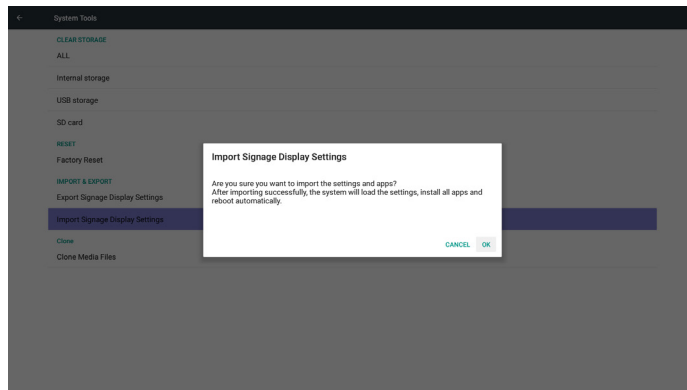 System Tools
CLEAR STORAGE
ALL
Internal storage
USB storage
SD card
RESET
Factory Reset
IMPORT & EXPORT
Export Signage Display Settings
Import Signage Display Settings
Clone
Clone Media Files
Import Signage Display Settings
Are you sure you want to import the settings and apps?
After importing successfully, the system will load the settings, install all apps and
reboot automatically.
CANCEL OK